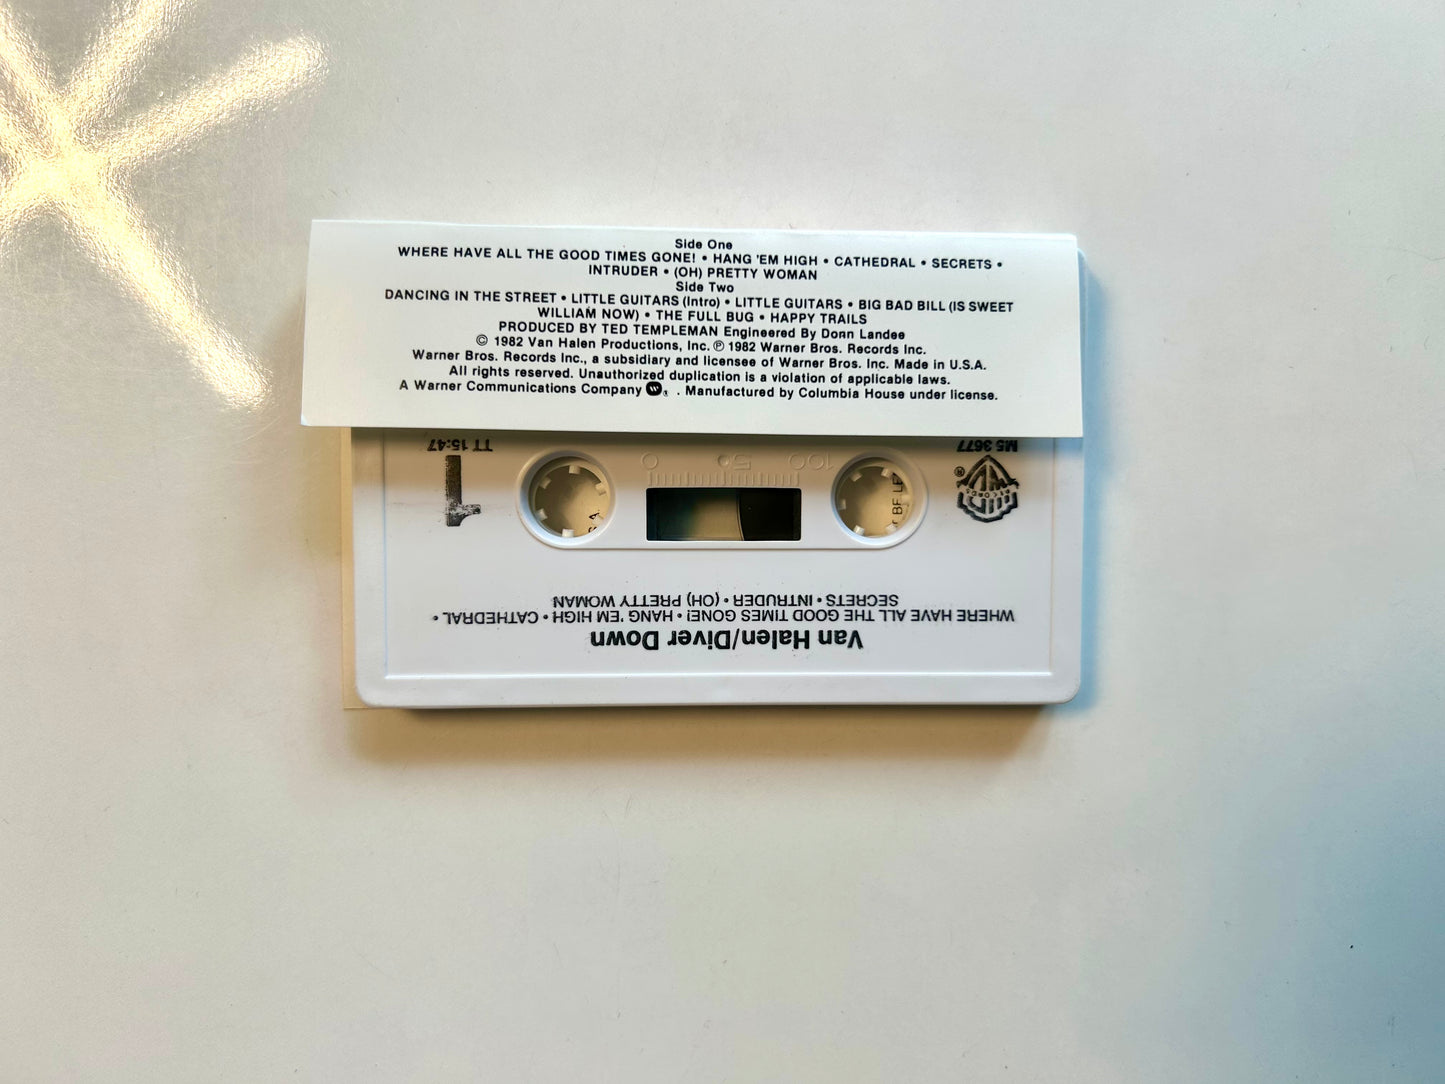 Side One
WHERE HAVE ALL THE GOOD TIMES GONE! • HANG 'EM HIGH • CATHEDRAL • SECRETS •
INTRUDER • (OH) PRETTY WOMAN
Side Two
DANCING IN THE STREET • LITTLE GUITARS (Intro) • LITTLE GUITARS • BIG BAD BILL (IS SWEET
WILLIAM NOW) • THE FULL BUG • HAPPY TRAILS
PRODUCED BY TED TEMPLEMAN Engineered By Donn Landee
© 1982 Van Halen Productions, Inc. ℗ 1982 Warner Bros. Records Inc.
Warner Bros. Records Inc., a subsidiary and licensee of Warner Bros. Inc. Made in U.S.A.
All rights reserved. Unauthorized duplication is a violation of applicable laws.
A Warner Communications Company ®. Manufactured by Columbia House under license.
Van Halen/Diver Down
WHERE HAVE ALL THE GOOD TIMES GONE! • HANG 'EM HIGH • CATHEDRAL •
SECRETS • INTRUDER • (OH) PRETTY WOMAN
RECORDS ®
1
100 50 0
M5 3677
TT 15:47